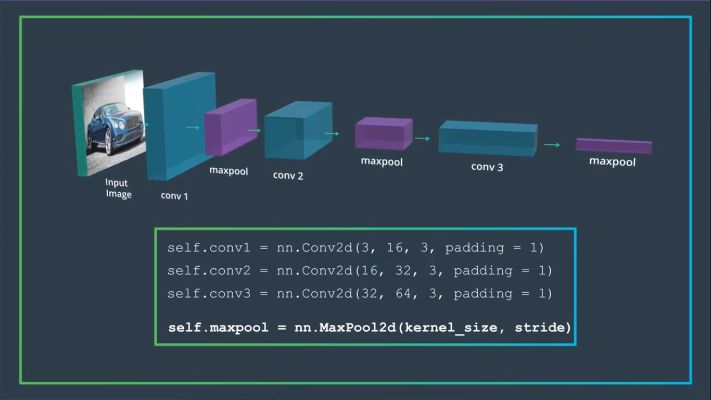 Input
Image
conv 1
maxpool
conv 2
maxpool
conv 3
maxpool
self.conv1 = nn.Conv2d(3, 16, 3, padding = 1)
self.conv2 = nn.Conv2d(16, 32, 3, padding = 1)
self.conv3 = nn.Conv2d(32, 64, 3, padding = 1)
self.maxpool = nn.MaxPool2d(kernel_size, stride)